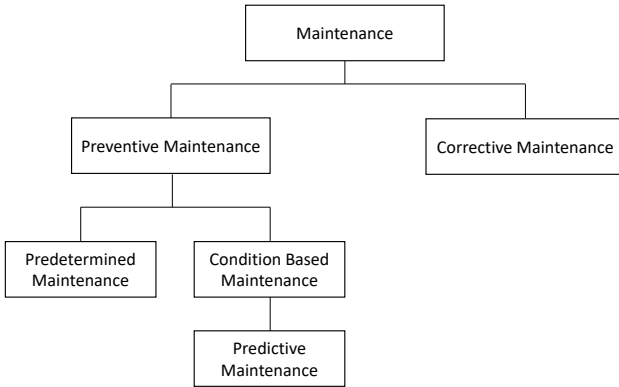 Maintenance
Preventive Maintenance
Corrective Maintenance
Predetermined
Maintenance
Condition Based
Maintenance
Predictive
Maintenance